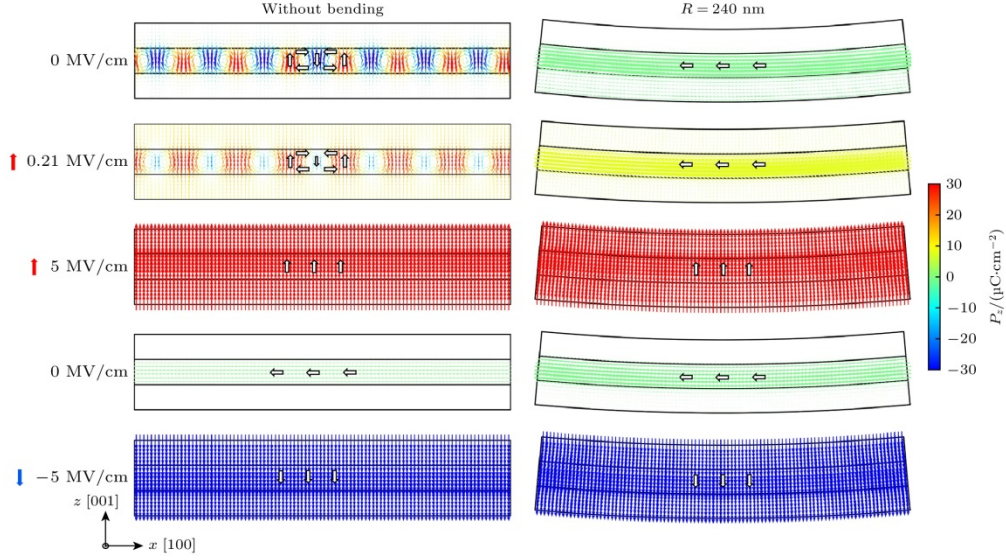 Without bending
R = 240 nm
0 MV/cm
0.21 MV/cm
5 MV/cm
0 MV/cm
−5 MV/cm
30
20
10
0
−10
−20
−30
P_z/(μC·cm⁻²)
z [001]
x [100]